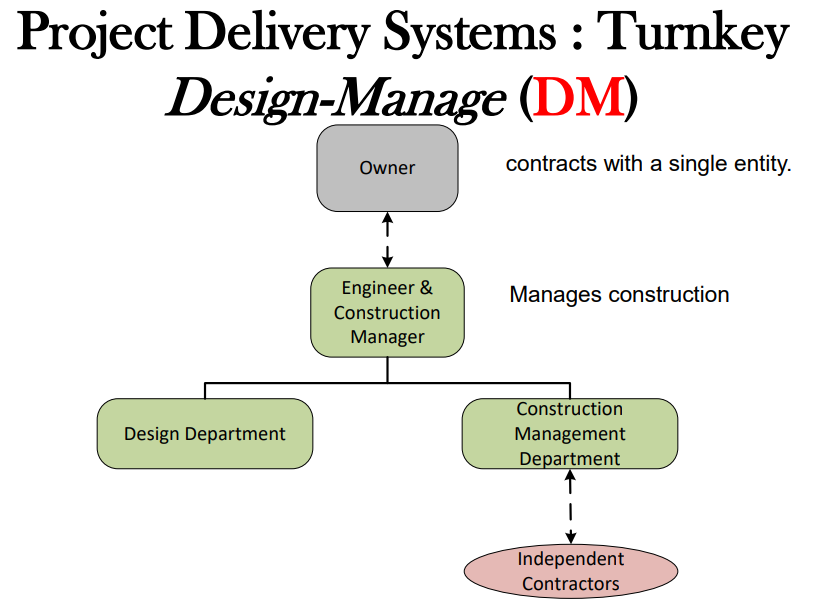 Project Delivery Systems : Turnkey
Design-Manage (DM)
Owner
contracts with a single entity.
Engineer &
Construction
Manager
Manages construction
Design Department
Construction
Management
Department
Independent
Contractors